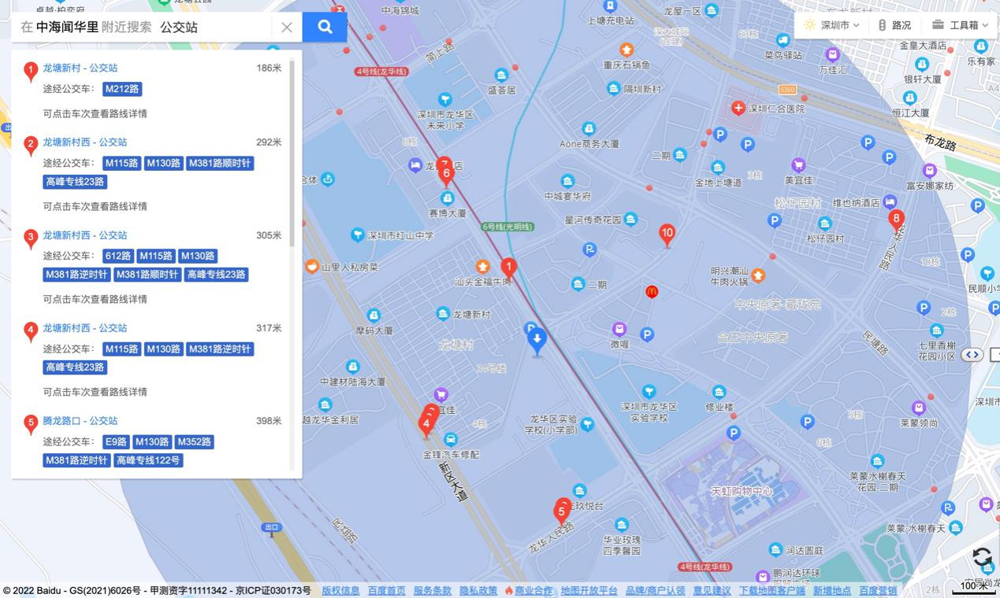 在 中海闻华里 附近搜索 公交站
1
龙塘新村 - 公交站
186米
途经公交车： M212路
可点击车次查看路线详情
2
龙塘新村西 - 公交站
292米
途经公交车： M115路 M130路 M381路顺时针
高峰专线23路
可点击车次查看路线详情
3
龙塘新村西 - 公交站
305米
途经公交车： 612路 M115路 M130路
M381路逆时针 M381路顺时针 高峰专线23路
可点击车次查看路线详情
4
龙塘新村西 - 公交站
317米
途经公交车： M115路 M130路 M381路逆时针
高峰专线23路
可点击车次查看路线详情
5
腾龙路口 - 公交站
398米
途经公交车： E9路 M130路 M352路
M381路逆时针 高峰专线122号
深圳市 路况 工具箱
中海锦城
上塘充电站
龙屋一区
63栋
菜鸟驿站
万佳汇
金皇大酒店
乐有家
银轩大厦
恒江大厦
A4
简上路
4号线(龙华线)
盛荟居
重庆石锅鱼
隔圳新村
S360
深圳仁合医院
布龙路
深圳市龙华区
未来小学
6栋
Aone商务大厦
二期
金地上塘道
3栋
美宜佳
富安娜家纺
7
6
赛博大厦
中城宴华府
星河传奇花园
松仔园村
维也纳酒店
松仔园村
8
6号线(光明线)
深圳市红山中学
10
山里人私房菜
汕头金福牛肉
1
二期
明兴潮汕
牛肉火锅
10栋
民顺小学
中央原著 藏珑苑
2栋
摩码大厦
龙塘新村
龙塘村
微喔
合正中央原著
民塘路
七里香榭
花园小区
34号楼
中建材陆海大厦
越龙华金利居
4
4栋
金锋汽车修配
龙华区实验
学校(小学部)
深圳市龙华区
实验学校
修业楼
5栋
6栋
莱蒙领尚
新区大道
莱蒙水榭春天
花园-二期
天虹购物中心
5
龙华人民路
华业玫瑰
四季馨园
润达圆庭
莱蒙·水榭春天
出口
4号线(龙华线)
鹏润达环球
2栋
100 米
© 2022 Baidu - GS(2021)6026号 - 甲测资字11111342 - 京ICP证030173号 版权信息 百度首页 服务条款 隐私政策 商业合作 地图开放平台 品牌/商户认领 意见建议 下载地图客户端 新增地点 百度营销